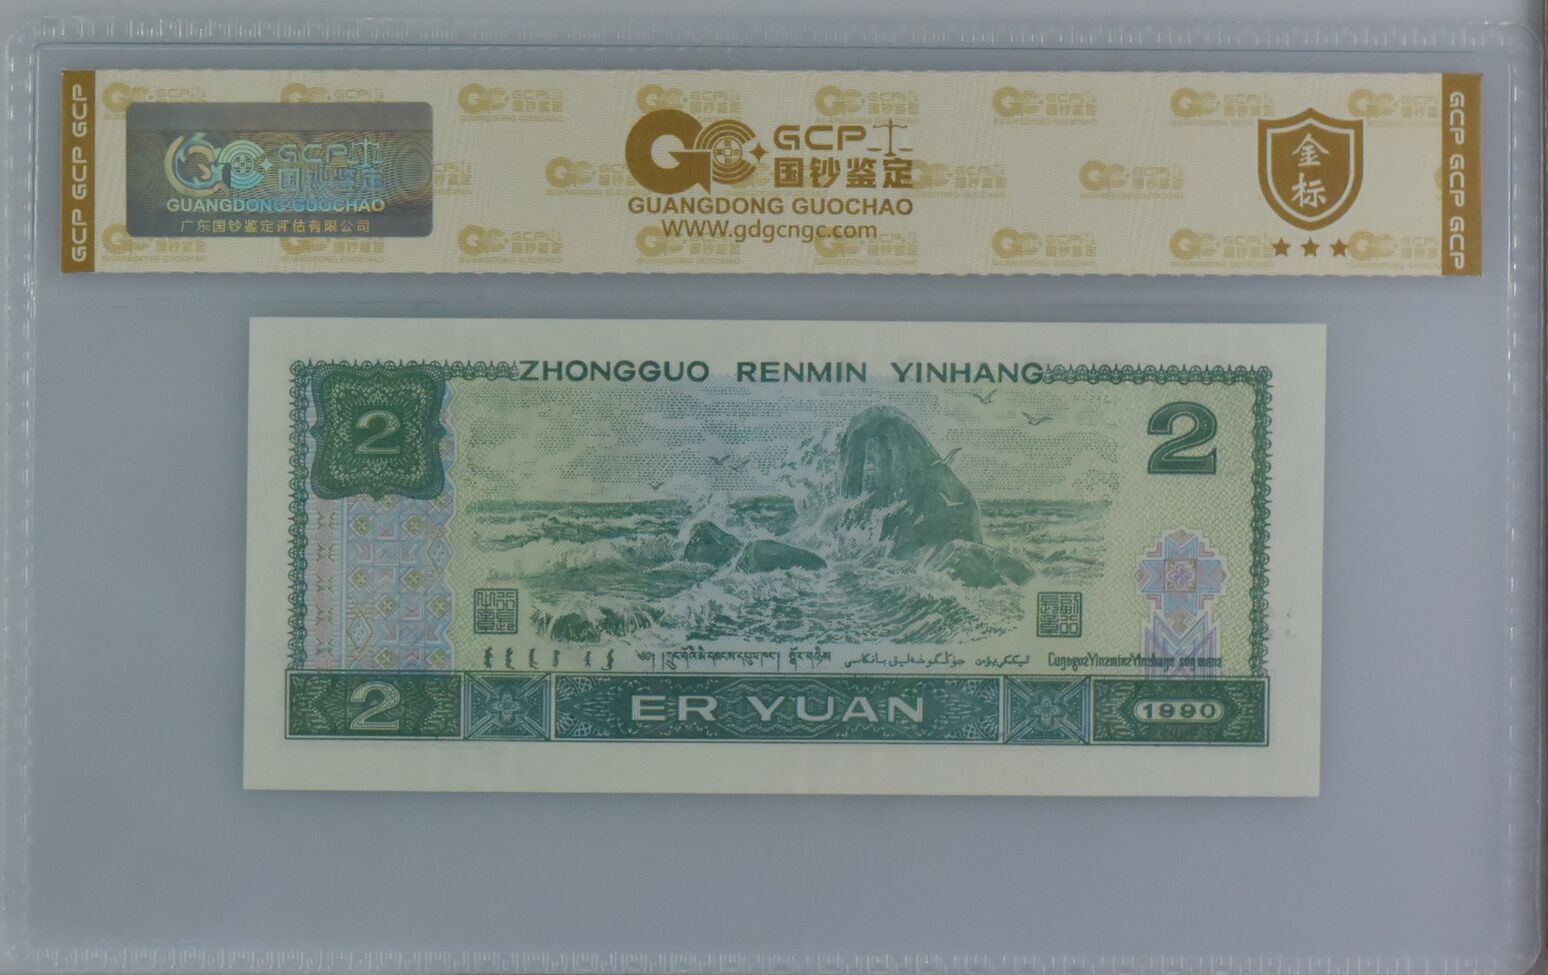 GCP GCP GCP
GCP 国钞鉴定
GUANGDONG GUOCHAO
广东国钞鉴定评估有限公司
GCP
国钞鉴定
GUANGDONG GUOCHAO
WWW.gdgcngc.com
金标
GCP GCP GCP
ZHONGGUO RENMIN YINHANG
2
2
2
ER YUAN
1990